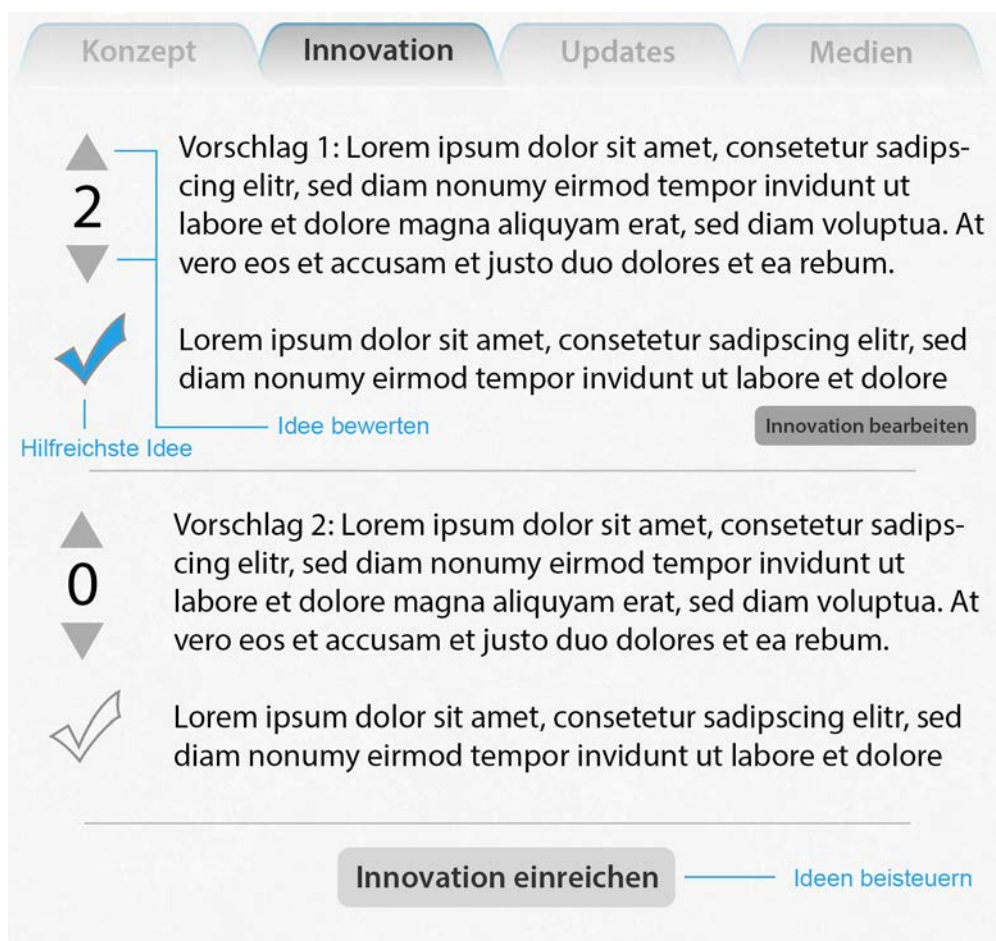 Konzept Innovation Updates Medien
2
Vorschlag 1: Lorem ipsum dolor sit amet, consetetur sadips-
cing elitr, sed diam nonumy eirmod tempor invidunt ut
labore et dolore magna aliquyam erat, sed diam voluptua. At
vero eos et accusam et justo duo dolores et ea rebum.
Lorem ipsum dolor sit amet, consetetur sadipscing elitr, sed
diam nonumy eirmod tempor invidunt ut labore et dolore
Hilfreichste Idee
Idee bewerten
Innovation bearbeiten
0
Vorschlag 2: Lorem ipsum dolor sit amet, consetetur sadips-
cing elitr, sed diam nonumy eirmod tempor invidunt ut
labore et dolore magna aliquyam erat, sed diam voluptua. At
vero eos et accusam et justo duo dolores et ea rebum.
Lorem ipsum dolor sit amet, consetetur sadipscing elitr, sed
diam nonumy eirmod tempor invidunt ut labore et dolore
Innovation einreichen
Ideen beisteuern